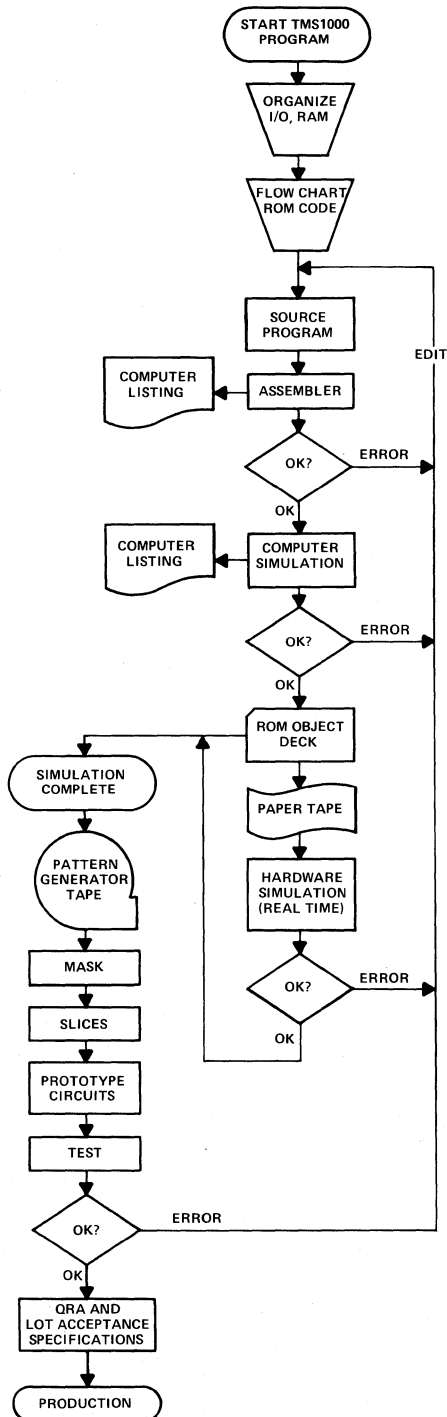 START TMS1000
PROGRAM
ORGANIZE
I/O, RAM
FLOW CHART
ROM CODE
SOURCE
PROGRAM
EDIT
COMPUTER
LISTING
ASSEMBLER
OK?
ERROR
OK
COMPUTER
LISTING
COMPUTER
SIMULATION
OK?
ERROR
OK
ROM OBJECT
DECK
SIMULATION
COMPLETE
PAPER TAPE
PATTERN
GENERATOR
TAPE
HARDWARE
SIMULATION
(REAL TIME)
MASK
OK?
ERROR
OK
SLICES
PROTOTYPE
CIRCUITS
TEST
OK?
ERROR
OK
QRA AND
LOT ACCEPTANCE
SPECIFICATIONS
PRODUCTION